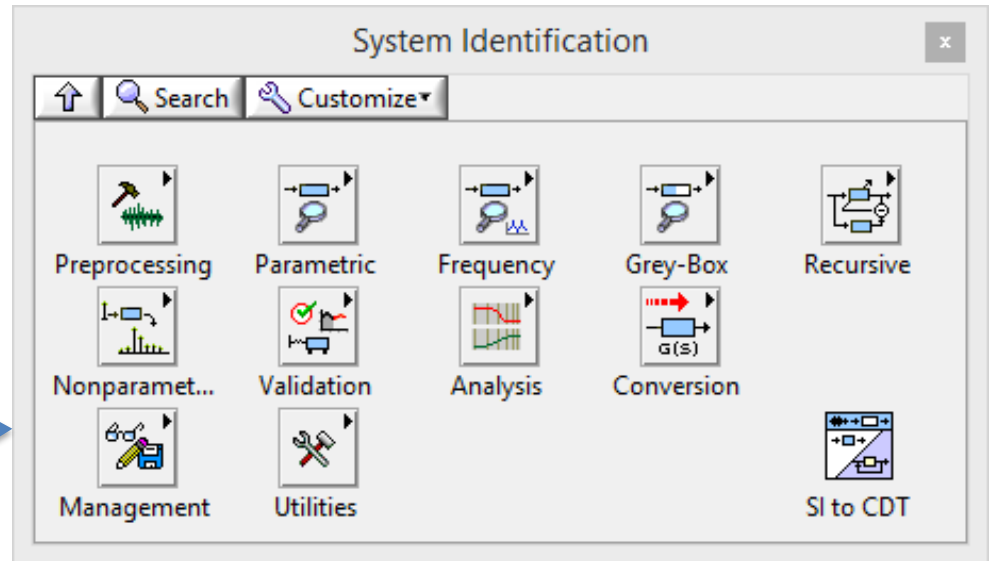 System Identification
x
Search Customize
Preprocessing Parametric Frequency Grey-Box Recursive
G(S)
Nonparamet... Validation Analysis Conversion
Management Utilities SI to CDT